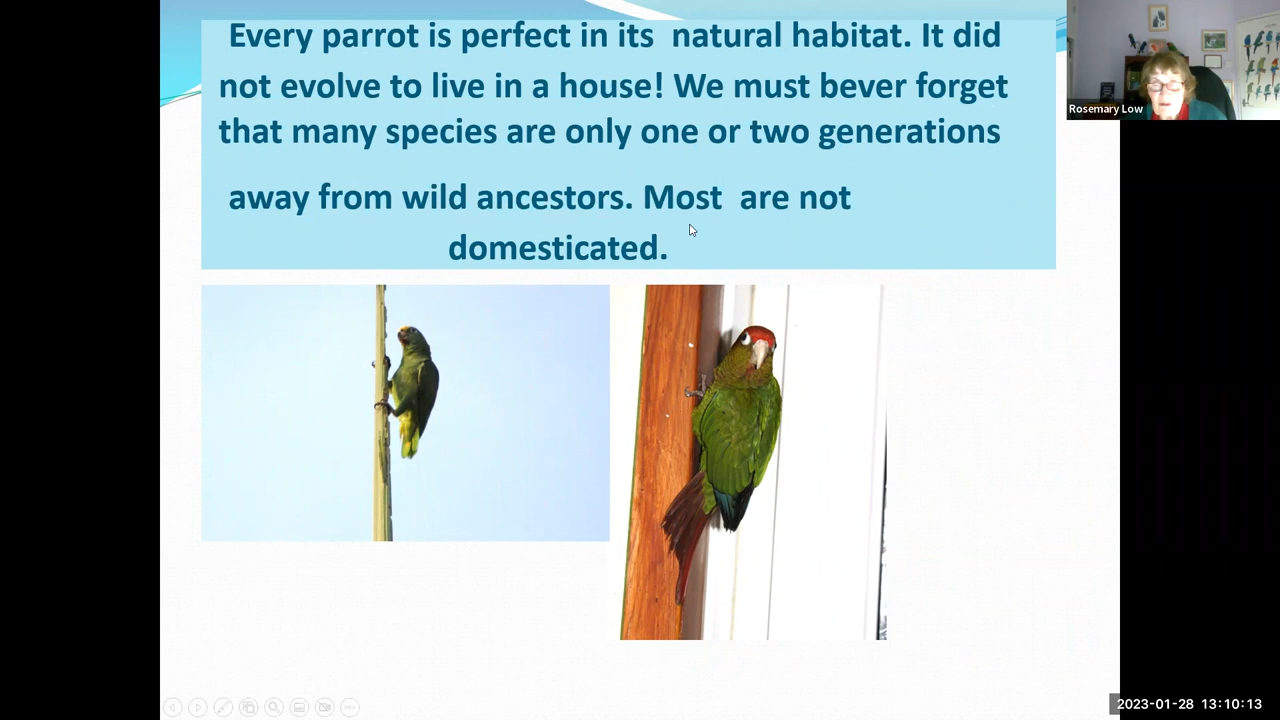 Every parrot is perfect in its natural habitat. It did
not evolve to live in a house! We must bever forget
that many species are only one or two generations
away from wild ancestors. Most are not
domesticated.
Rosemary Low
2023-01-28 13:10:13